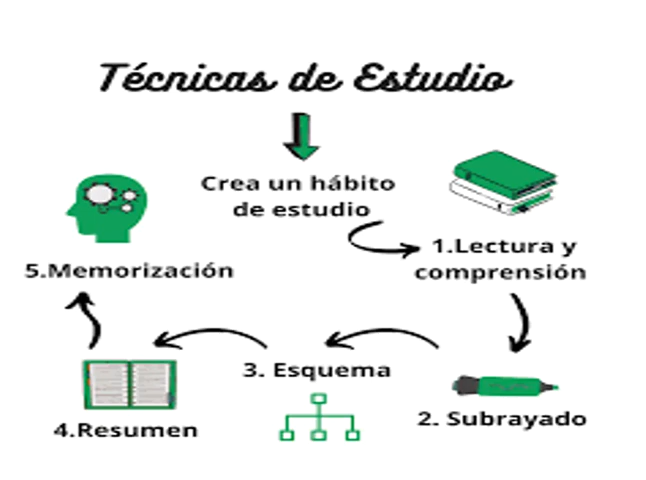 Técnicas de Estudio
Crea un hábito
de estudio
1.Lectura y
comprensión
2. Subrayado
3. Esquema
4.Resumen
5.Memorización